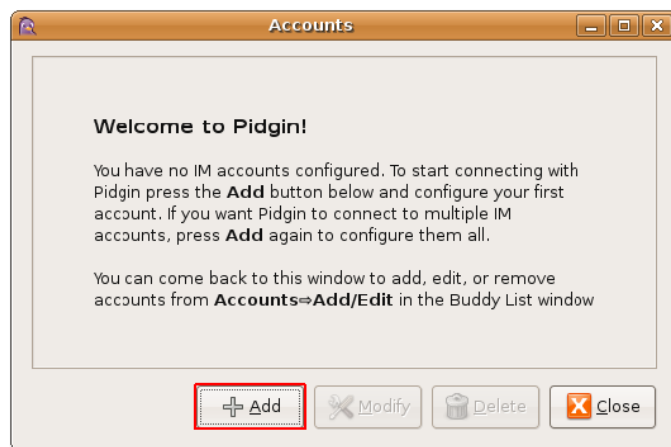 Accounts
Welcome to Pidgin!
You have no IM accounts configured. To start connecting with
Pidgin press the Add button below and configure your first
account. If you want Pidgin to connect to multiple IM
accounts, press Add again to configure them all.
You can come back to this window to add, edit, or remove
accounts from Accounts⇨Add/Edit in the Buddy List window
Add Modify Delete Close